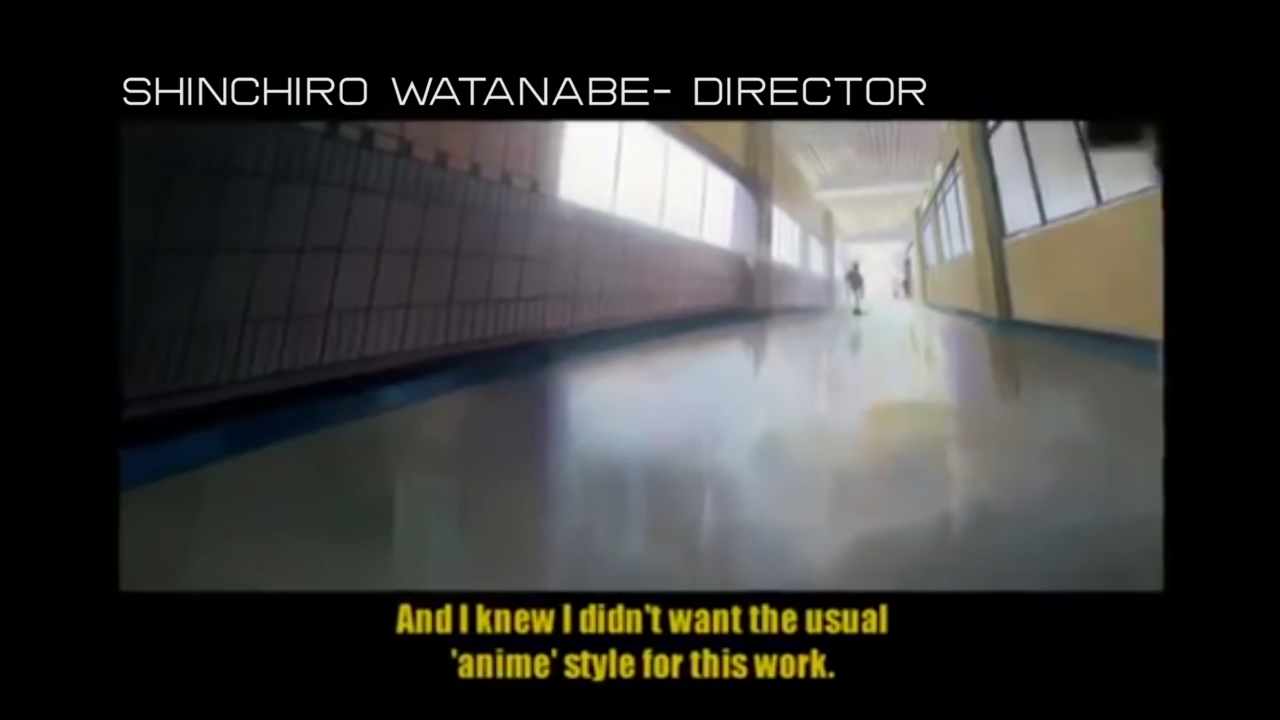 SHINCHIRO WATANABE- DIRECTOR
And I knew I didn't want the usual
'anime' style for this work.